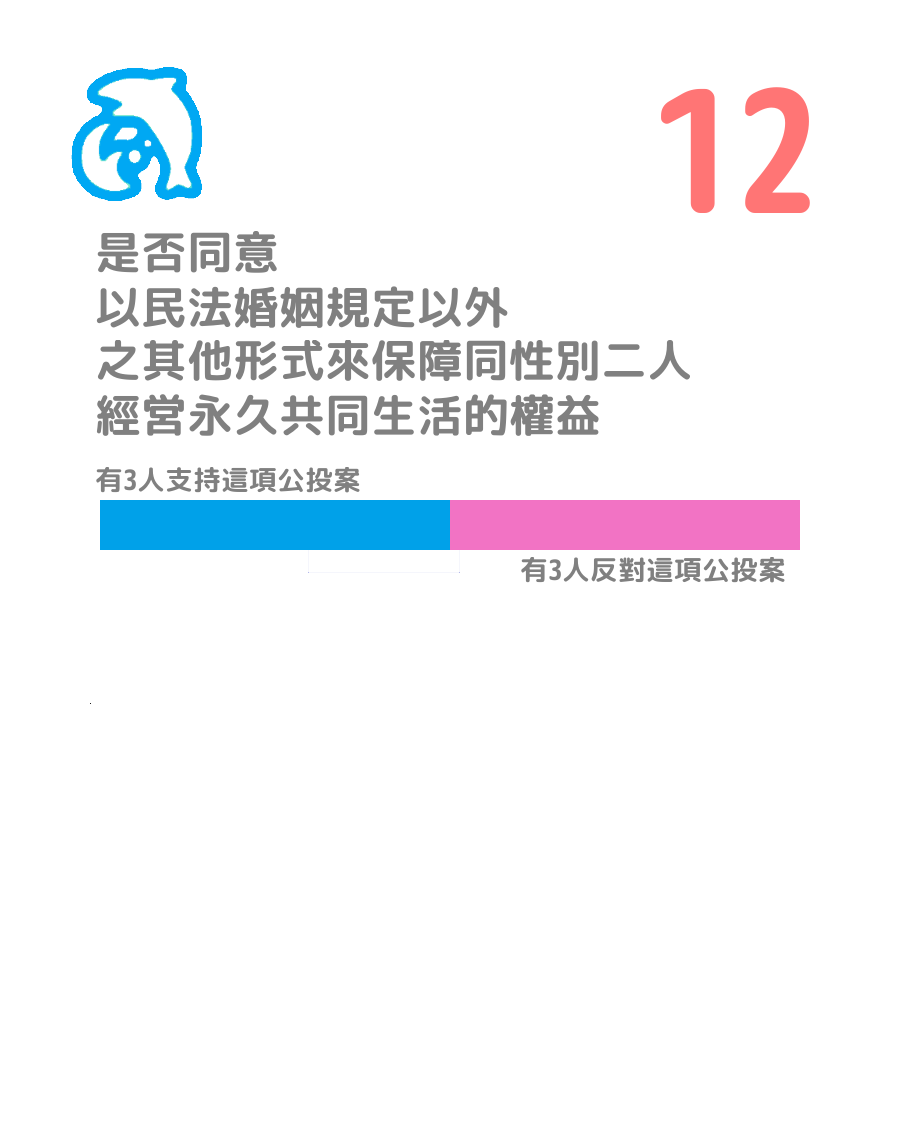 12
是否同意
以民法婚姻規定以外
之其他形式來保障同性別二人
經営永久共同生活的權益
有3人支持這項公投案
有3人反對這項公投案